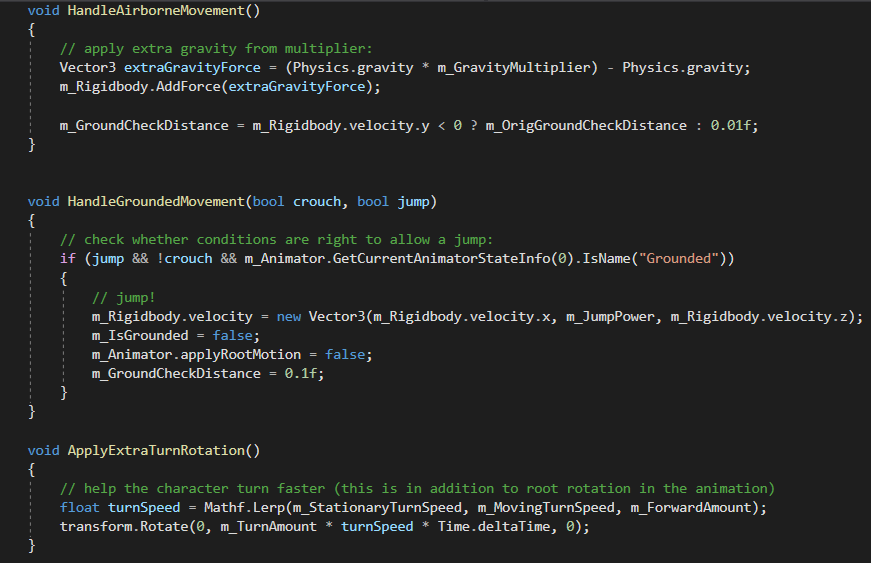 void HandleAirborneMovement()
{
// apply extra gravity from multiplier:
Vector3 extraGravityForce = (Physics.gravity * m_GravityMultiplier) - Physics.gravity;
m_Rigidbody.AddForce(extraGravityForce);
m_GroundCheckDistance = m_Rigidbody.velocity.y < 0 ? m_OrigGroundCheckDistance : 0.01f;
}
void HandleGroundedMovement(bool crouch, bool jump)
{
// check whether conditions are right to allow a jump:
if (jump && !crouch && m_Animator.GetCurrentAnimatorStateInfo(0).IsName("Grounded"))
{
// jump!
m_Rigidbody.velocity = new Vector3(m_Rigidbody.velocity.x, m_JumpPower, m_Rigidbody.velocity.z);
m_IsGrounded = false;
m_Animator.applyRootMotion = false;
m_GroundCheckDistance = 0.1f;
}
}
void ApplyExtraTurnRotation()
{
// help the character turn faster (this is in addition to root rotation in the animation)
float turnSpeed = Mathf.Lerp(m_StationaryTurnSpeed, m_MovingTurnSpeed, m_ForwardAmount);
transform.Rotate(0, m_TurnAmount * turnSpeed * Time.deltaTime, 0);
}